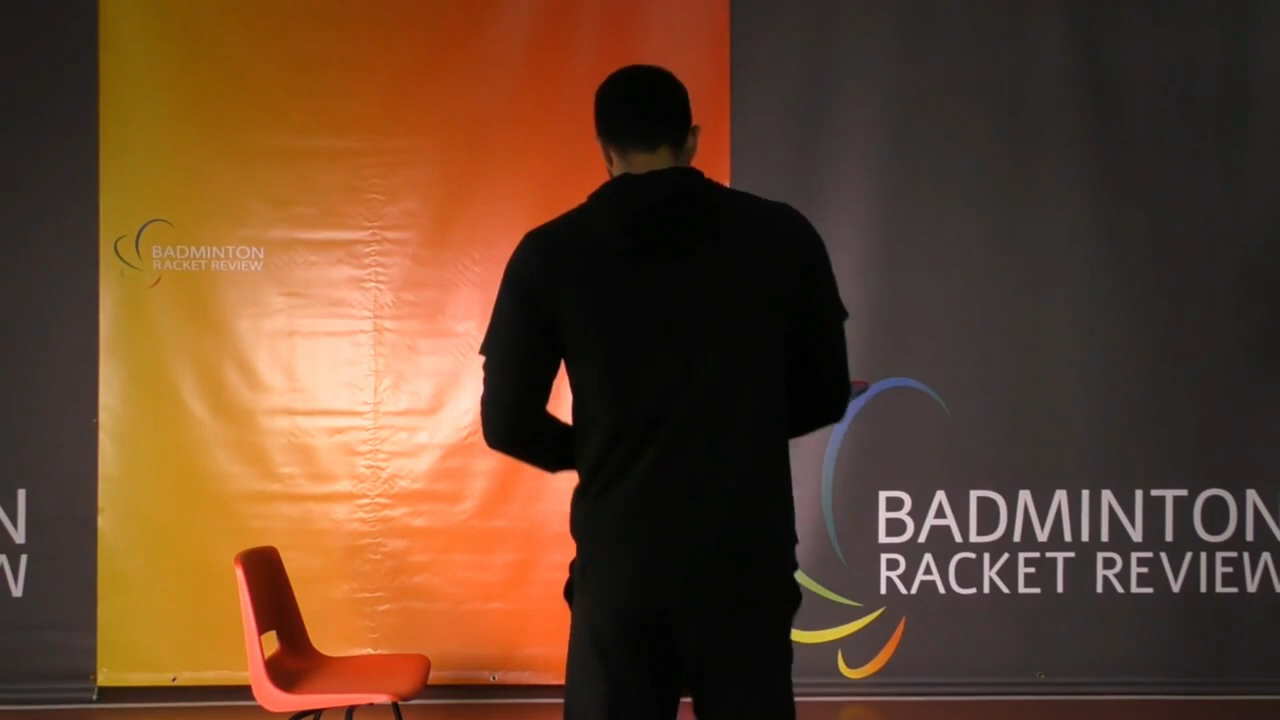 BADMINTON
RACKET REVIEW
N
W
BADMINTON
RACKET REVIEW